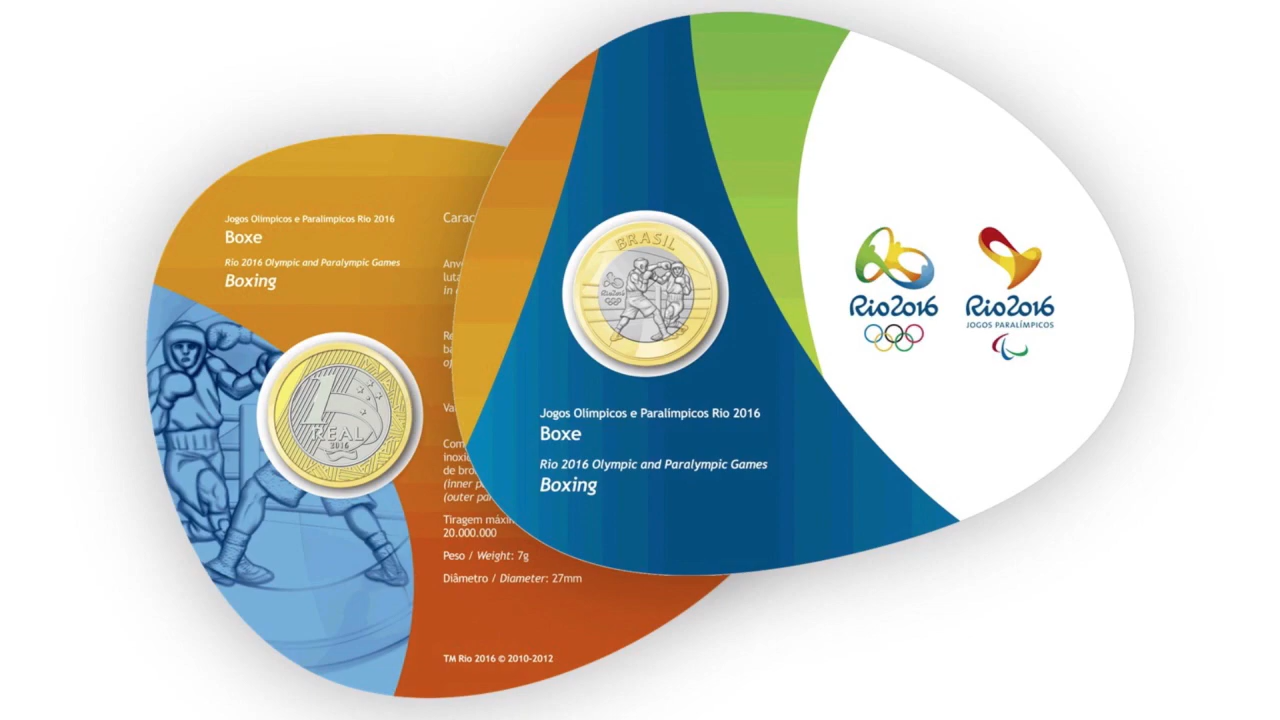 Jogos Olímpicos e Paralímpicos Rio 2016
Boxe
Rio 2016 Olympic and Paralympic Games
Boxing
1
REAL
2016
Tiragem
20.000.000
Peso / Weight: 7g
Diâmetro / Diameter: 27mm
TM Rio 2016 © 2010-2012
BRASIL
Rio2016
Jogos Olímpicos e Paralímpicos Rio 2016
Boxe
Rio 2016 Olympic and Paralympic Games
Boxing
Rio2016
Rio2016
JOGOS PARALÍMPICOS